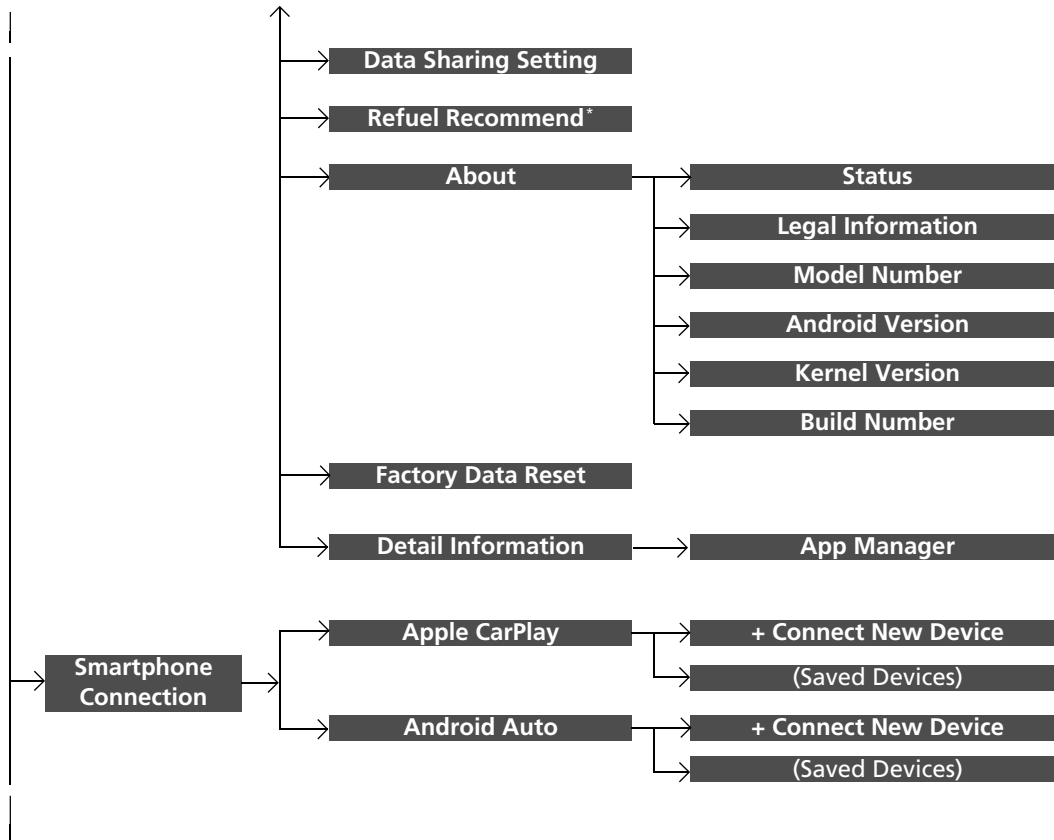 Data Sharing Setting
Refuel Recommend*
About
Status
Legal Information
Model Number
Android Version
Kernel Version
Build Number
Factory Data Reset
Detail Information
App Manager
Smartphone
Connection
Apple CarPlay
+ Connect New Device
(Saved Devices)
Android Auto
+ Connect New Device
(Saved Devices)